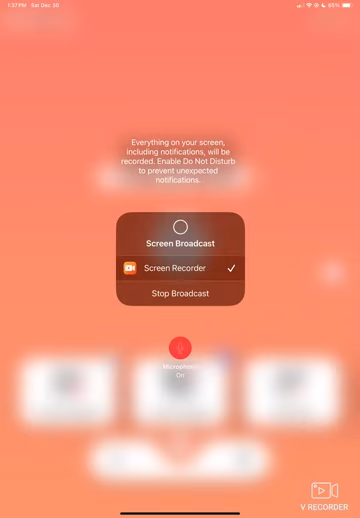 1:37 PM Sat Dec 30
85%
Everything on your screen,
including notifications, will be
recorded. Enable Do Not Disturb
to prevent unexpected
notifications.
Screen Broadcast
Screen Recorder
Stop Broadcast
Microphone
On
V RECORDER